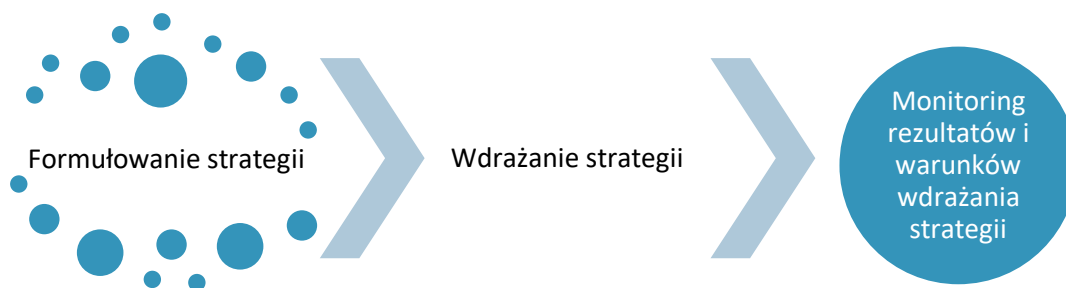 Formułowanie strategii
Wdrażanie strategii
Monitoring
rezultatów i
warunków
wdrażania
strategii